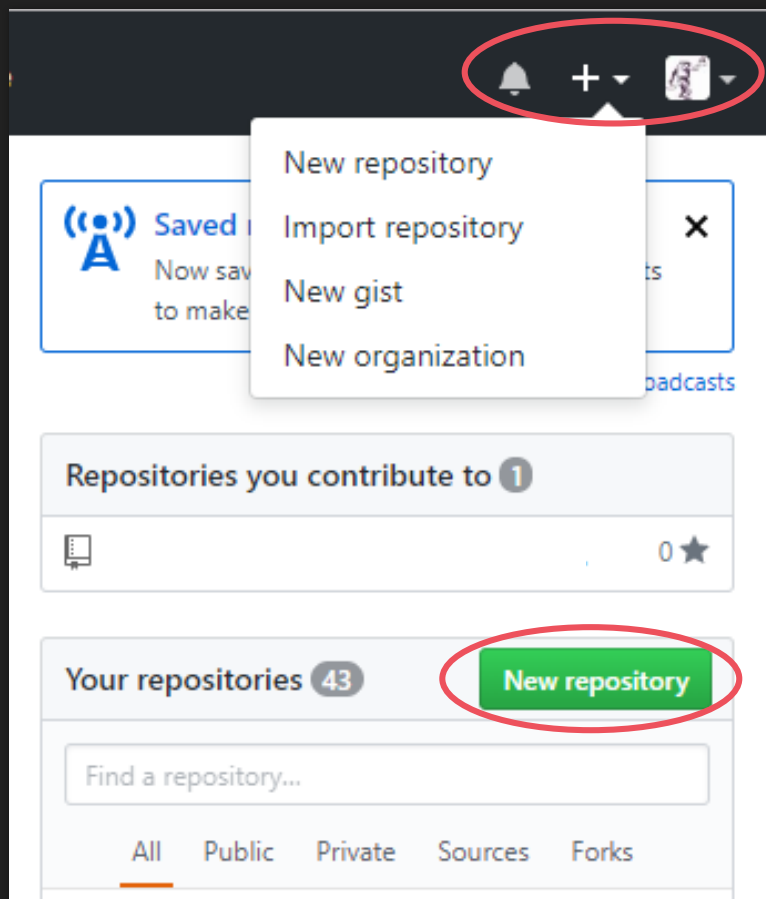 New repository
Import repository
New gist
New organization
Saved
Now sav
ts
to make
oadcasts
Repositories you contribute to 1
0
Your repositories 43
New repository
Find a repository...
All Public Private Sources Forks